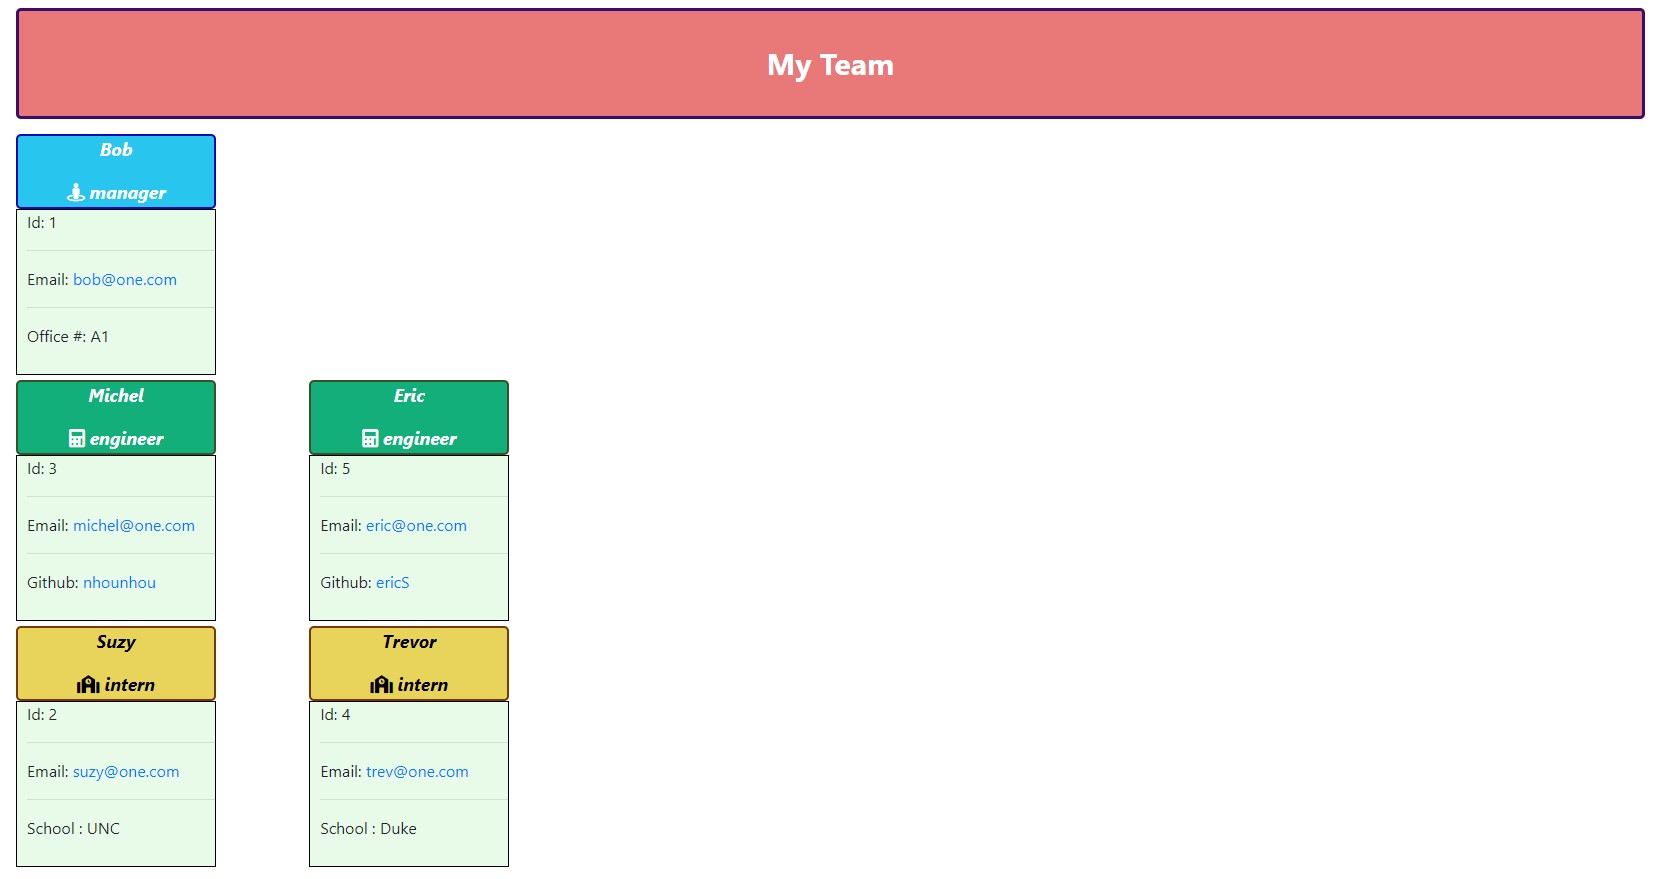 My Team
Bob
manager
Id: 1
Email: bob@one.com
Office #: A1
Michel
engineer
Id: 3
Email: michel@one.com
Github: nhounhou
Eric
engineer
Id: 5
Email: eric@one.com
Github: ericS
Suzy
intern
Id: 2
Email: suzy@one.com
School : UNC
Trevor
intern
Id: 4
Email: trev@one.com
School : Duke